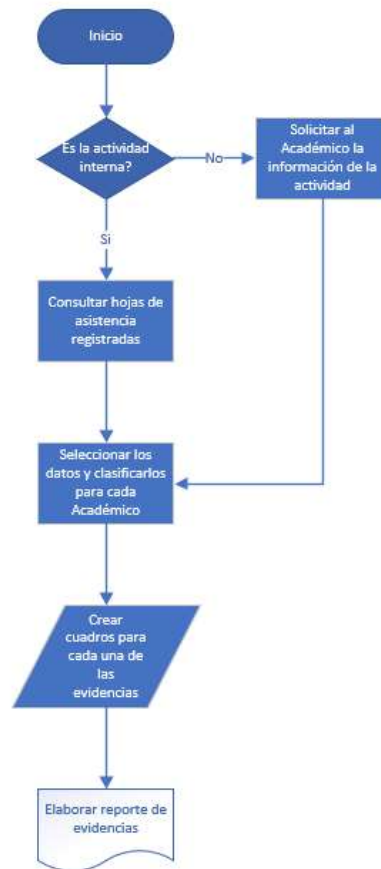 Inicio
Es la actividad
interna?
No
Solicitar al
Académico la
información de la
actividad
Si
Consultar hojas de
asistencia
registradas
Seleccionar los
datos y clasificarlos
para cada
Académico
Crear
cuadros para
cada una de
las
evidencias
Elaborar reporte de
evidencias